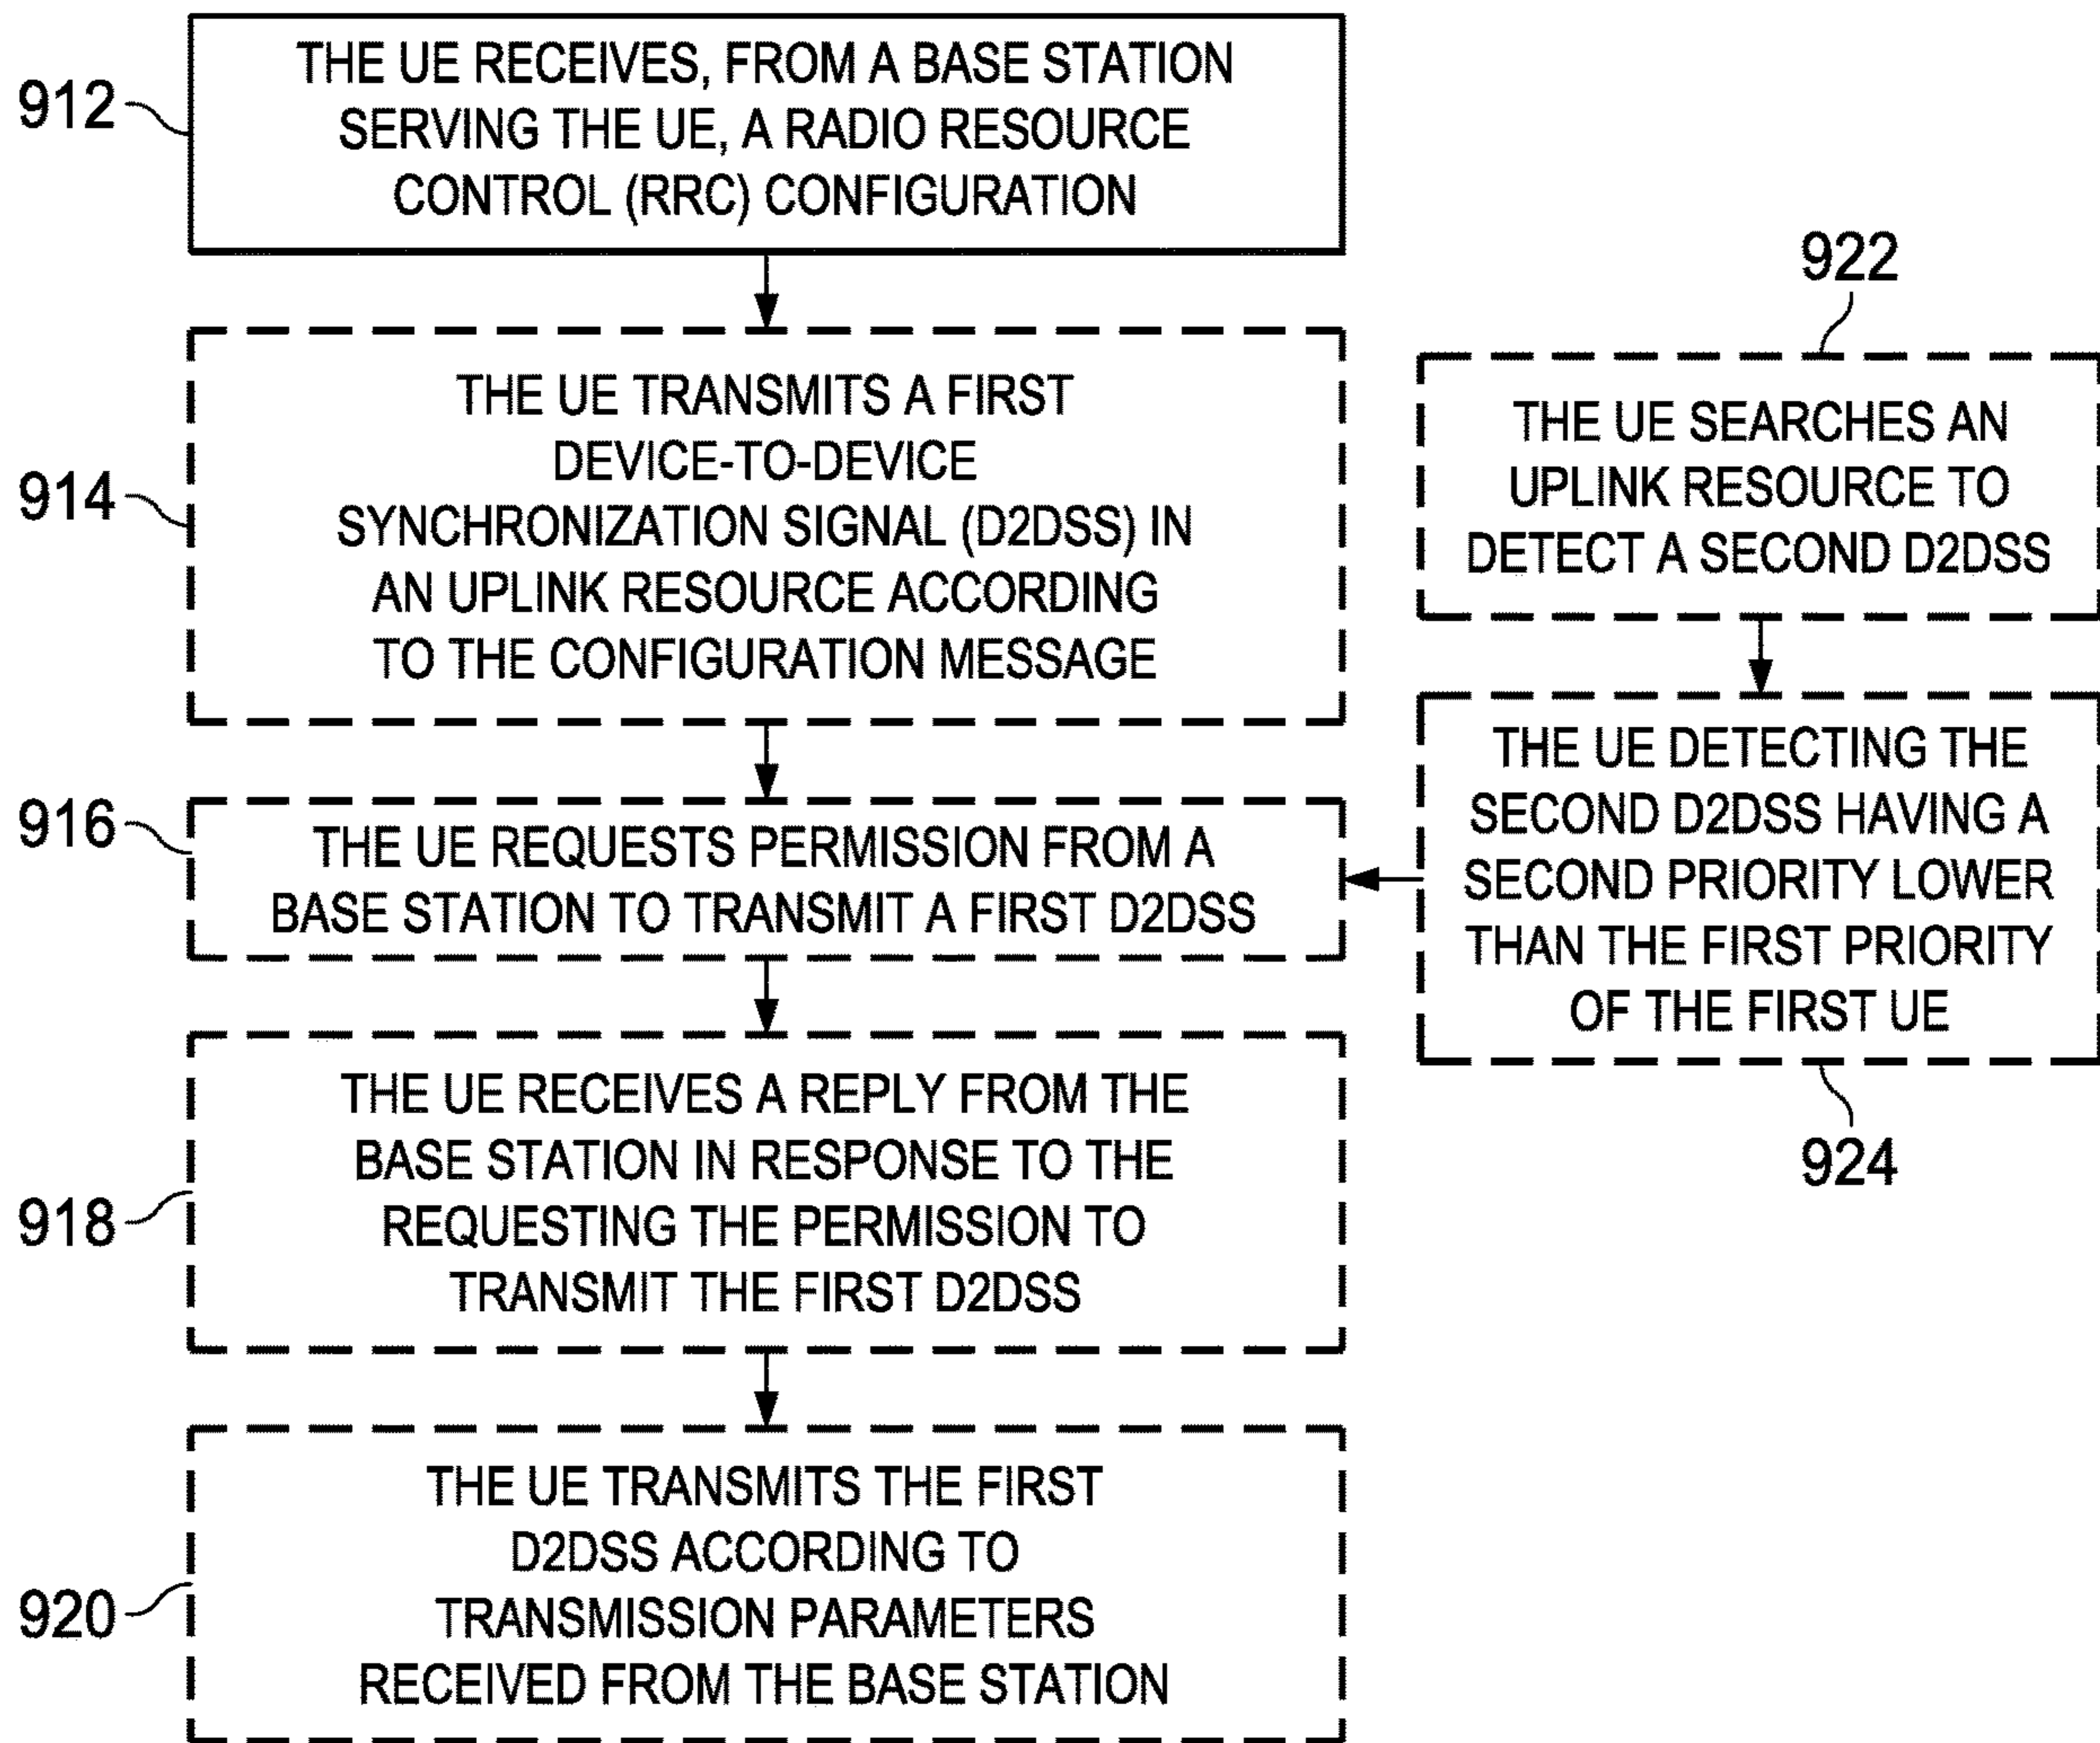 912
THE UE RECEIVES, FROM A BASE STATION
SERVING THE UE, A RADIO RESOURCE
CONTROL (RRC) CONFIGURATION
914
THE UE TRANSMITS A FIRST
DEVICE-TO-DEVICE
SYNCHRONIZATION SIGNAL (D2DSS) IN
AN UPLINK RESOURCE ACCORDING
TO THE CONFIGURATION MESSAGE
916
THE UE REQUESTS PERMISSION FROM A
BASE STATION TO TRANSMIT A FIRST D2DSS
918
THE UE RECEIVES A REPLY FROM THE
BASE STATION IN RESPONSE TO THE
REQUESTING THE PERMISSION TO
TRANSMIT THE FIRST D2DSS
920
THE UE TRANSMITS THE FIRST
D2DSS ACCORDING TO
TRANSMISSION PARAMETERS
RECEIVED FROM THE BASE STATION
922
THE UE SEARCHES AN
UPLINK RESOURCE TO
DETECT A SECOND D2DSS
THE UE DETECTING THE
SECOND D2DSS HAVING A
SECOND PRIORITY LOWER
THAN THE FIRST PRIORITY
OF THE FIRST UE
924